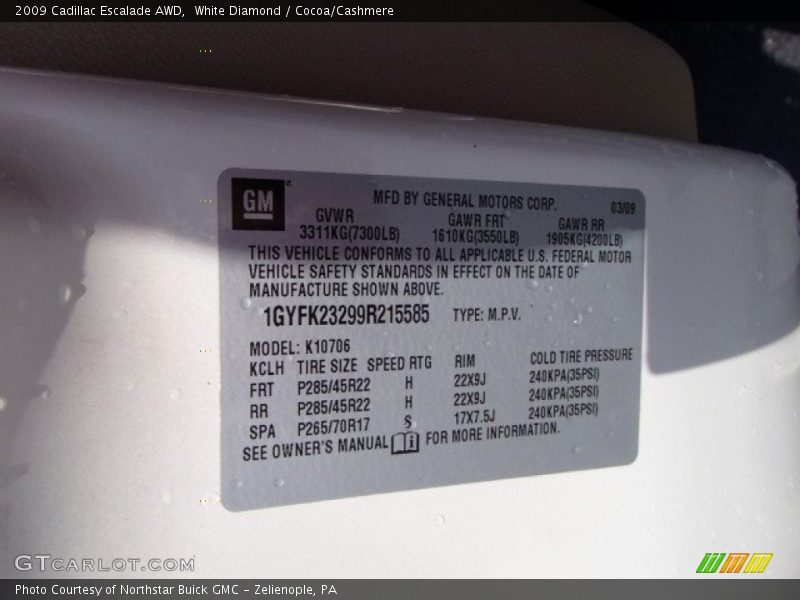 2009 Cadillac Escalade AWD,  White Diamond / Cocoa/Cashmere
GM
MFD BY GENERAL MOTORS CORP. 03/09
GVWR GAWR FRT GAWR RR
3311KG(7300LB) 1610KG(3550LB) 1905KG(4200LB)
THIS VEHICLE CONFORMS TO ALL APPLICABLE U.S. FEDERAL MOTOR
VEHICLE SAFETY STANDARDS IN EFFECT ON THE DATE OF
MANUFACTURE SHOWN ABOVE.
1GYFK23299R215585 TYPE: M.P.V.
MODEL: K10706
KCLH TIRE SIZE SPEED RTG RIM COLD TIRE PRESSURE
FRT P285/45R22 H 22X9J 240KPA(35PSI)
RR P285/45R22 H 22X9J 240KPA(35PSI)
SPA P265/70R17 S 17X7.5J 240KPA(35PSI)
SEE OWNER'S MANUAL FOR MORE INFORMATION.
GTCARLOT.COM
Photo Courtesy of Northstar Buick GMC - Zelienople, PA